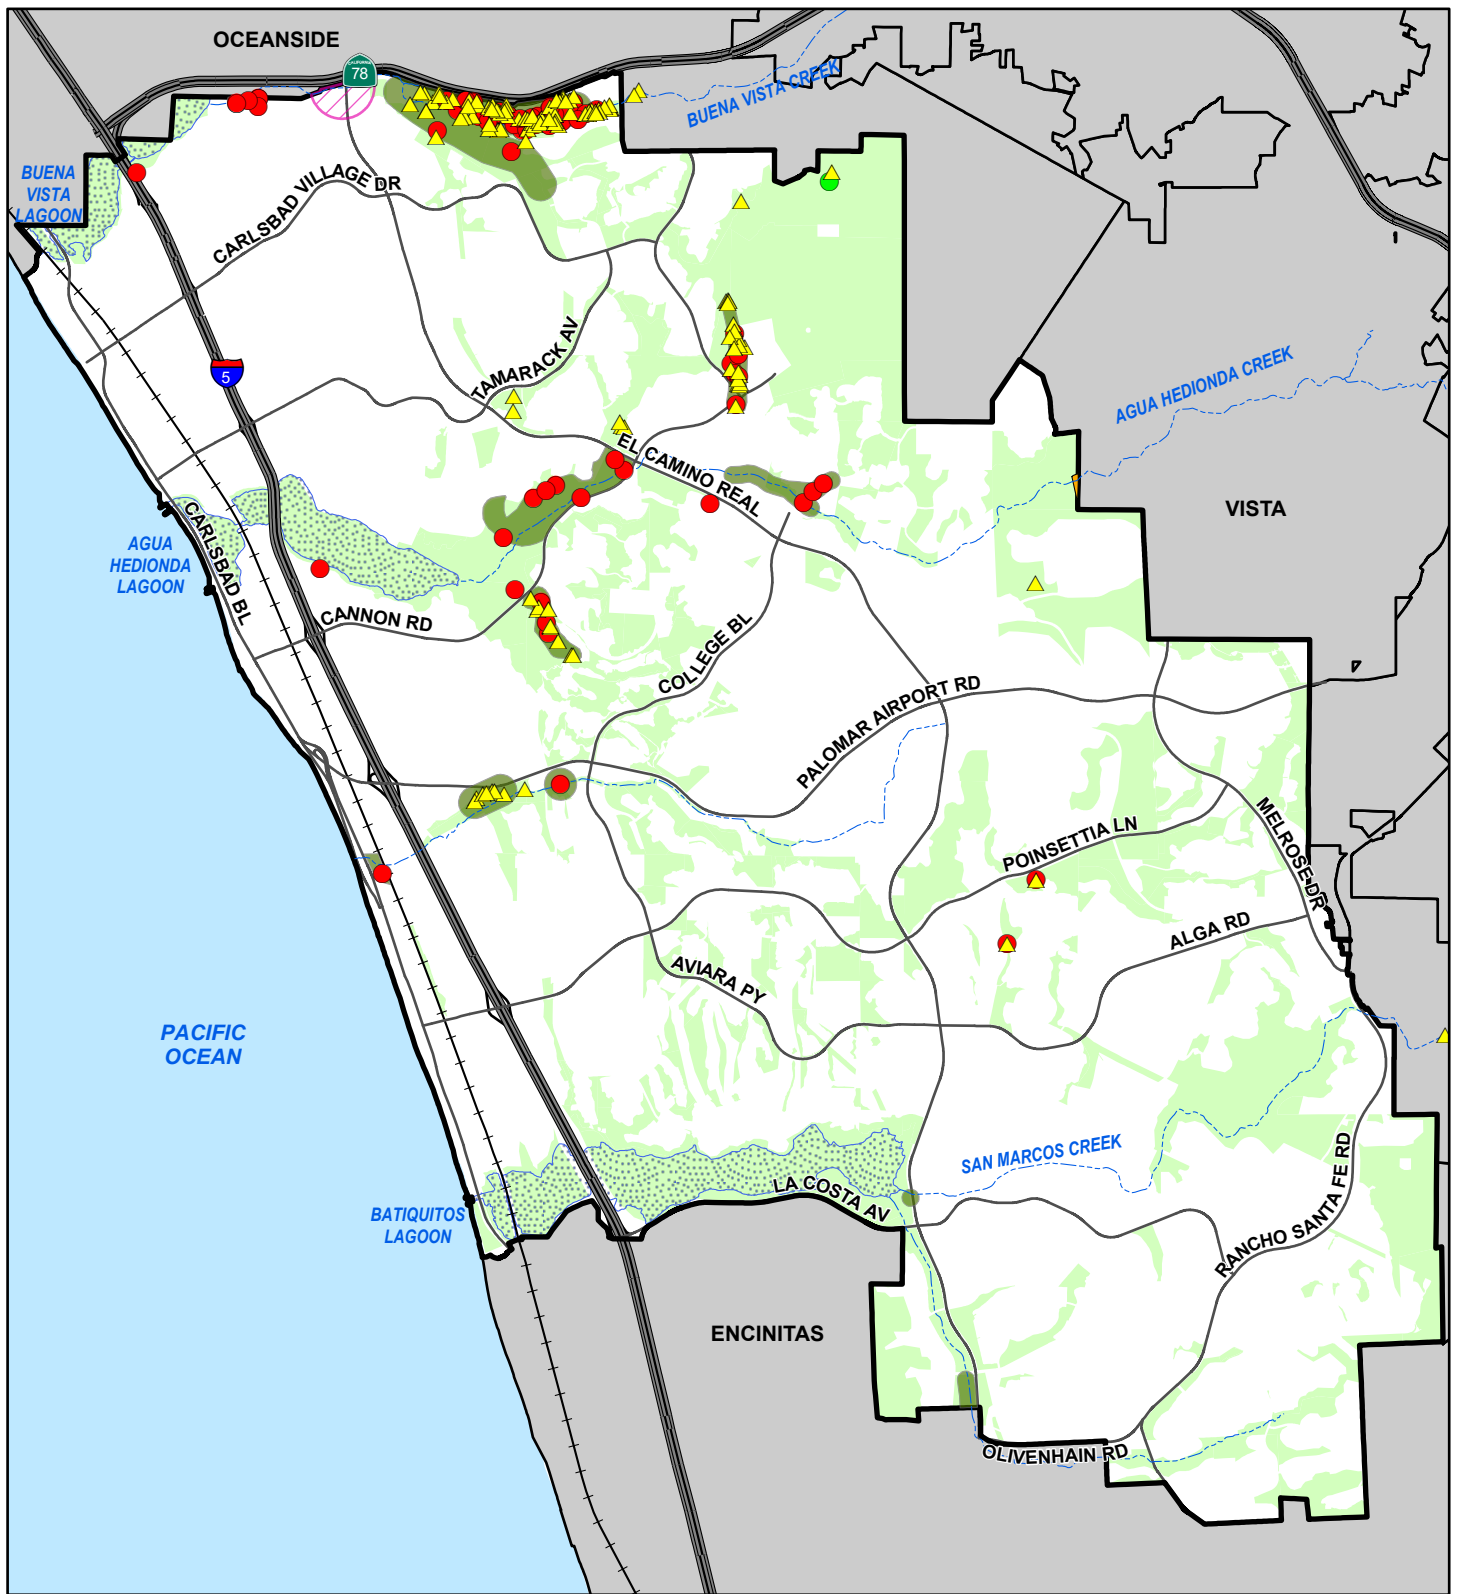 OCEANSIDE
CALIFORNIA
78
BUENA VISTA CREEK
BUENA
VISTA
LAGOON
CARLSBAD VILLAGE DR
TAMARACK AV
5
AGUA HEDIONDA CREEK
EL CAMINO REAL
VISTA
CARLSBAD BL
AGUA
HEDIONDA
LAGOON
CANNON RD
COLLEGE BL
PALOMAR AIRPORT RD
MELROSE DR
POINSETTIA LN
ALGA RD
AVIARA PY
PACIFIC
OCEAN
SAN MARCOS CREEK
LA COSTA AV
BATIQUITOS
LAGOON
RANCHO SANTA FE RD
ENCINITAS
OLIVENHAIN RD